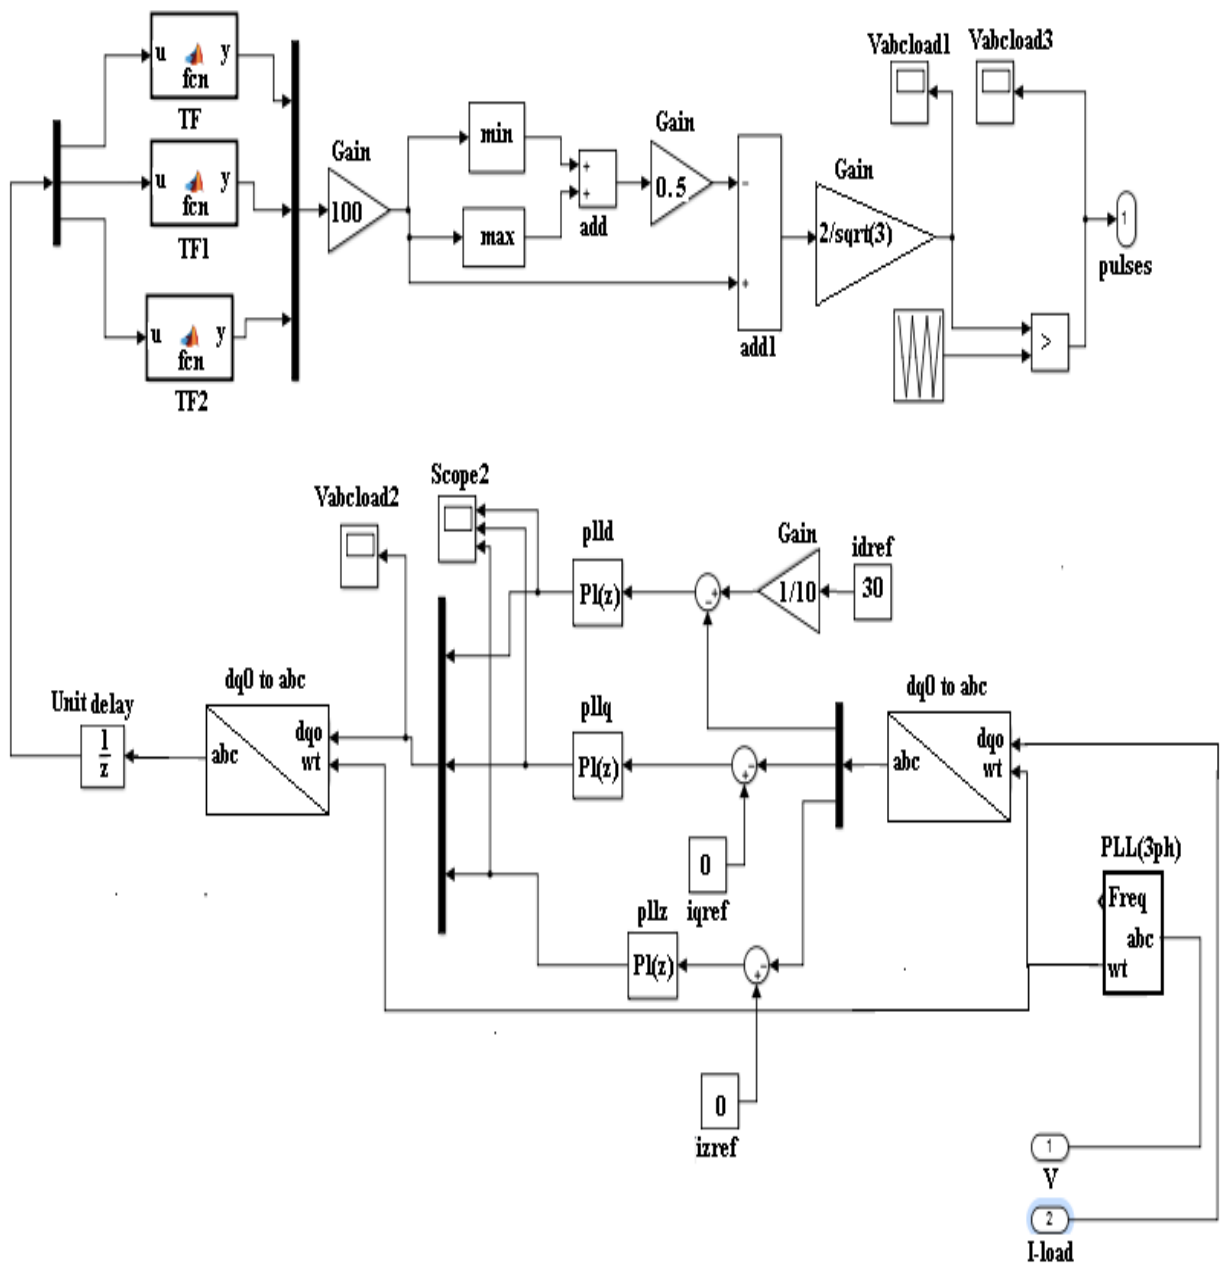 u y
fcn
TF
u y
fcn
TF1
u y
fcn
TF2
Gain
100
min
max
+
+
add
Gain
0.5
-
+
add1
Gain
2/sqrt(3)
Vabcload1
Vabcload3
>
1
pulses
Vabcload2
Scope2
plld
PI(z)
- +
Gain
1/10
idref
30
Unit delay
1
z
dq0 to abc
abc
dqo
wt
pllq
PI(z)
-
+
0
iqref
dq0 to abc
abc
dqo
wt
pllz
PI(z)
-
+
0
izref
PLL(3ph)
Freq
abc
wt
1
V
2
I-load